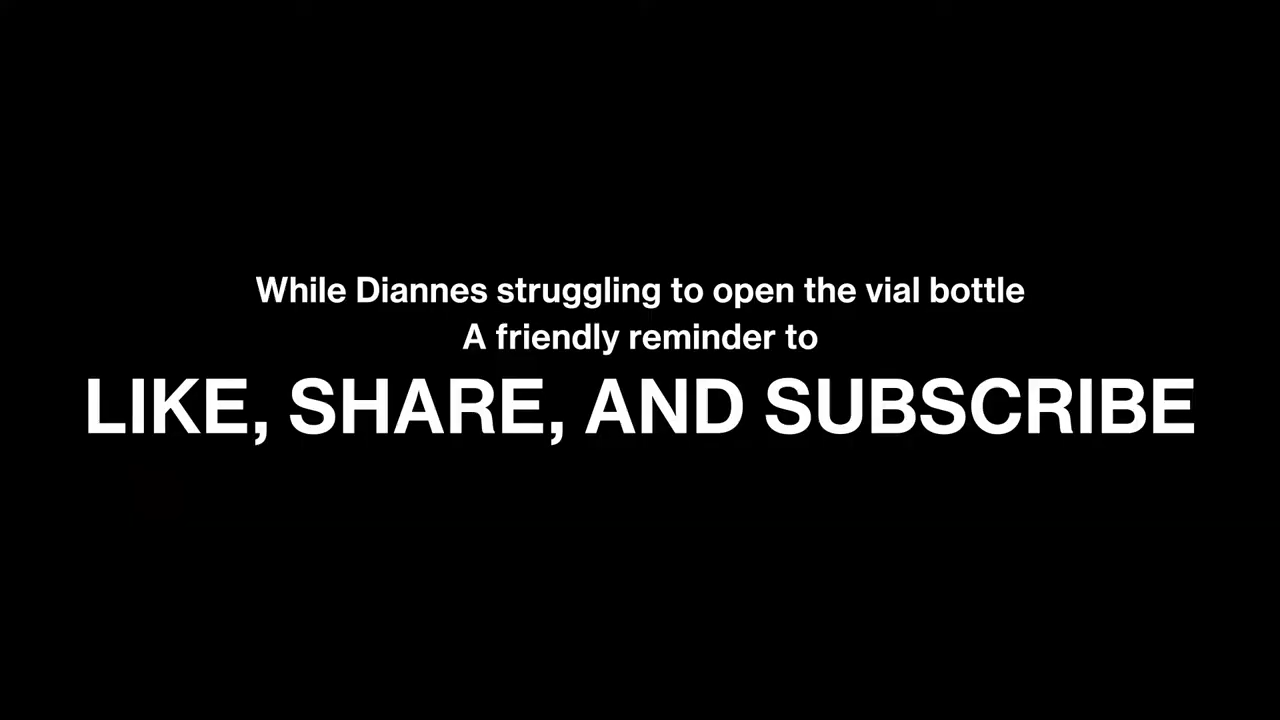 While Diannes struggling to open the vial bottle
A friendly reminder to
LIKE, SHARE, AND SUBSCRIBE